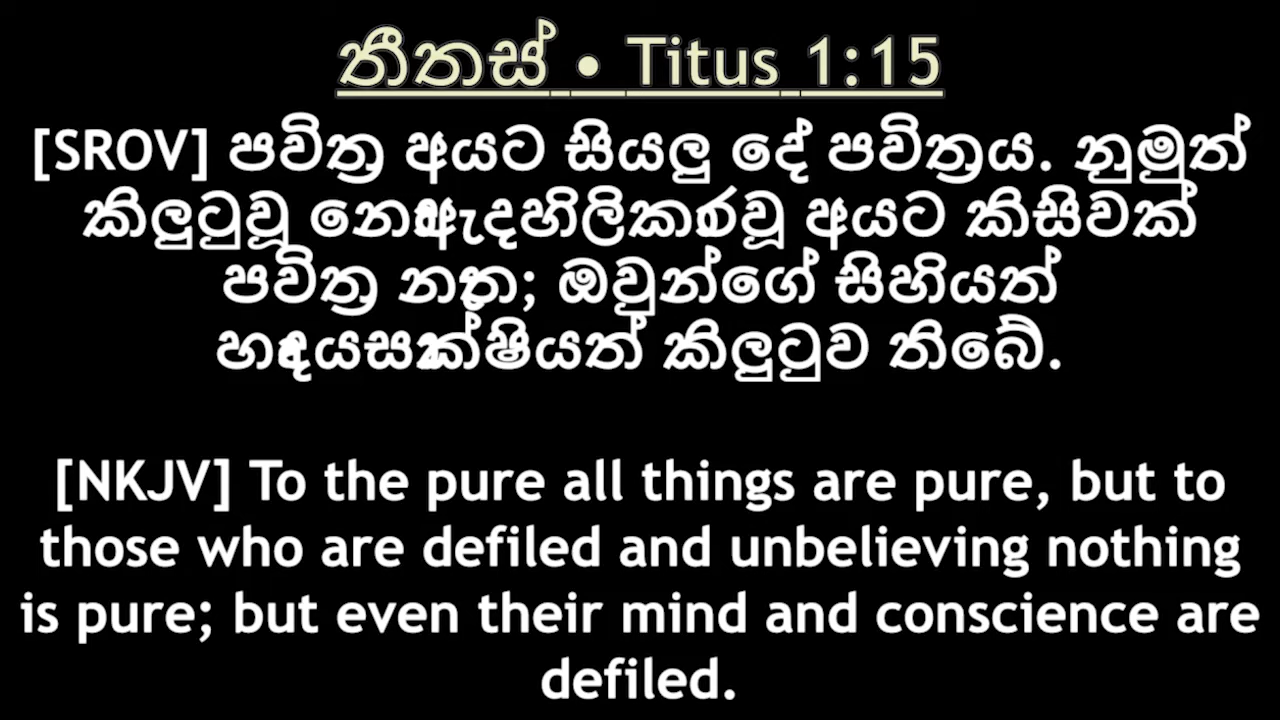 තීතස් • Titus 1:15
[SROV] පවිත්‍ර අයට සියලු දේ පවිත්‍රය. නුමුත්
කිලුටුවූ නොඇදහිලිකාරවූ අයට කිසිවක්
පවිත්‍ර නැත; ඔවුන්ගේ සිහියත්
හෘදයසාක්ෂියත් කිලුටුව තිබේ.
[NKJV] To the pure all things are pure, but to
those who are defiled and unbelieving nothing
is pure; but even their mind and conscience are
defiled.